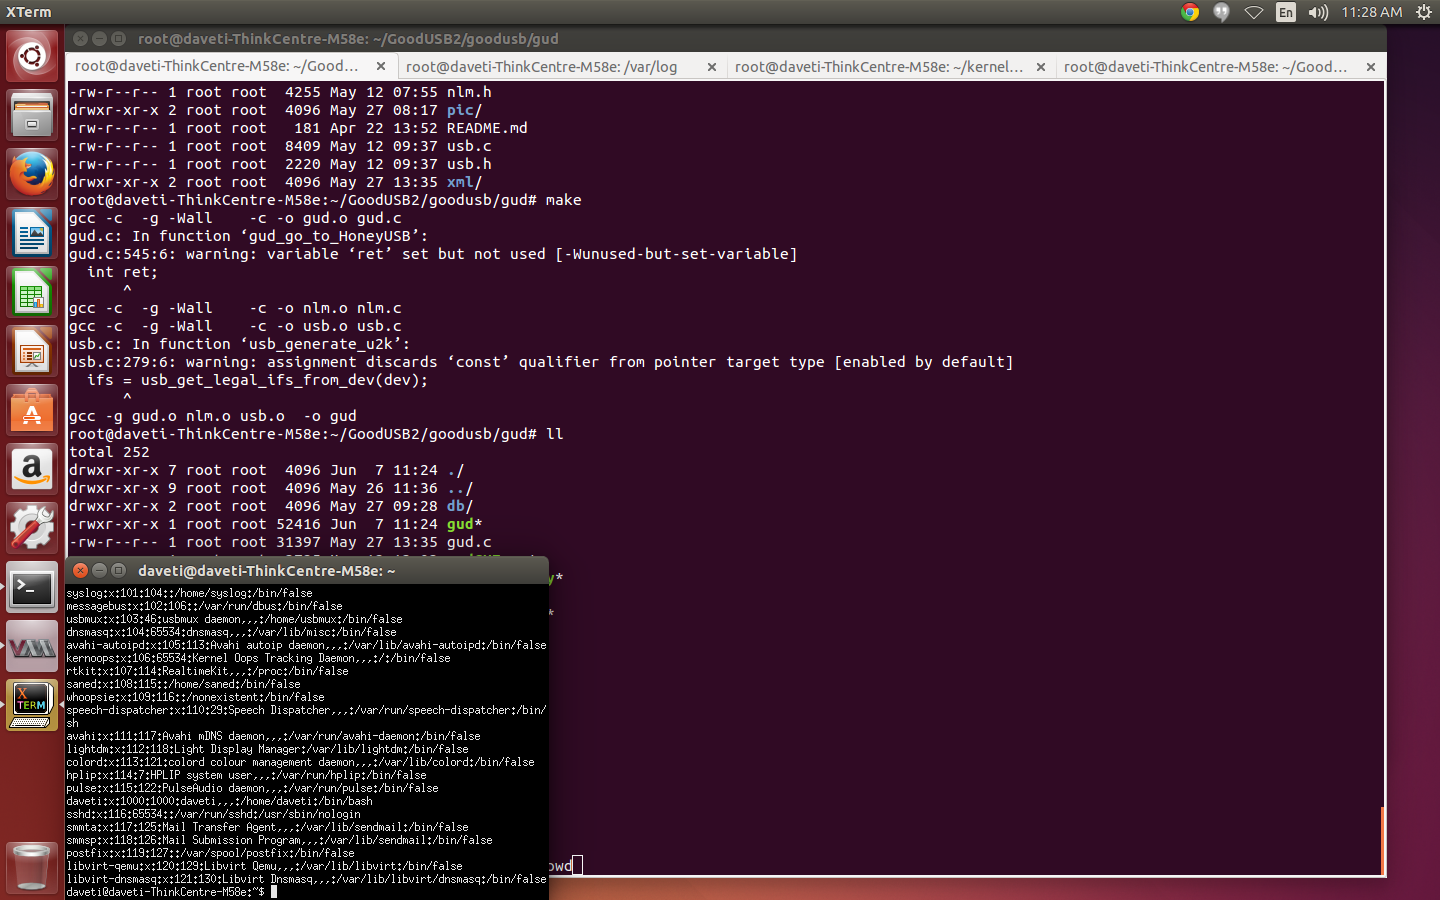 XTerm
En
11:28 AM
root@daveti-ThinkCentre-M58e: ~/GoodUSB2/goodusb/gud
root@daveti-ThinkCentre-M58e: ~/Good... root@daveti-ThinkCentre-M58e: /var/log root@daveti-ThinkCentre-M58e: ~/kernel... root@daveti-ThinkCentre-M58e: ~/Good...
-rw-r--r-- 1 root root  4255 May 12 07:55 nlm.h
drwxr-xr-x 2 root root  4096 May 27 08:17 pic/
-rw-r--r-- 1 root root   181 Apr 22 13:52 README.md
-rw-r--r-- 1 root root  8409 May 12 09:37 usb.c
-rw-r--r-- 1 root root  2220 May 12 09:37 usb.h
drwxr-xr-x 2 root root  4096 May 27 13:35 xml/
root@daveti-ThinkCentre-M58e:~/GoodUSB2/goodusb/gud# make
gcc -c  -g -Wall    -c -o gud.o gud.c
gud.c: In function ‘gud_go_to_HoneyUSB’:
gud.c:545:6: warning: variable ‘ret’ set but not used [-Wunused-but-set-variable]
  int ret;
      ^
gcc -c  -g -Wall    -c -o nlm.o nlm.c
gcc -c  -g -Wall    -c -o usb.o usb.c
usb.c: In function ‘usb_generate_u2k’:
usb.c:279:6: warning: assignment discards ‘const’ qualifier from pointer target type [enabled by default]
  ifs = usb_get_legal_ifs_from_dev(dev);
      ^
gcc -g gud.o nlm.o usb.o  -o gud
root@daveti-ThinkCentre-M58e:~/GoodUSB2/goodusb/gud# ll
total 252
drwxr-xr-x 7 root root  4096 Jun  7 11:24 ./
drwxr-xr-x 9 root root  4096 May 26 11:36 ../
drwxr-xr-x 2 root root  4096 May 27 09:28 db/
-rwxr-xr-x 1 root root 52416 Jun  7 11:24 gud*
-rw-r--r-- 1 root root 31397 May 27 13:35 gud.c
y*
*
owd
daveti@daveti-ThinkCentre-M58e: ~
syslog:x:101:104::/home/syslog:/bin/false
messagebus:x:102:106::/var/run/dbus:/bin/false
usbmux:x:103:46:usbmux daemon,,,:/home/usbmux:/bin/false
dnsmasq:x:104:65534:dnsmasq,,,:/var/lib/misc:/bin/false
avahi-autoipd:x:105:113:Avahi autoip daemon,,,:/var/lib/avahi-autoipd:/bin/false
kernoops:x:106:65534:Kernel Oops Tracking Daemon,,,:/:/bin/false
rtkit:x:107:114:RealtimeKit,,,:/proc:/bin/false
saned:x:108:115::/home/saned:/bin/false
whoopsie:x:109:116::/nonexistent:/bin/false
speech-dispatcher:x:110:29:Speech Dispatcher,,,:/var/run/speech-dispatcher:/bin/
sh
avahi:x:111:117:Avahi mDNS daemon,,,:/var/run/avahi-daemon:/bin/false
lightdm:x:112:118:Light Display Manager:/var/lib/lightdm:/bin/false
colord:x:113:121:colord colour management daemon,,,:/var/lib/colord:/bin/false
hplip:x:114:7:HPLIP system user,,,:/var/run/hplip:/bin/false
pulse:x:115:122:PulseAudio daemon,,,:/var/run/pulse:/bin/false
daveti:x:1000:1000:daveti,,,:/home/daveti:/bin/bash
sshd:x:116:65534::/var/run/sshd:/usr/sbin/nologin
smmta:x:117:125:Mail Transfer Agent,,,:/var/lib/sendmail:/bin/false
smmsp:x:118:126:Mail Submission Program,,,:/var/lib/sendmail:/bin/false
postfix:x:119:127::/var/spool/postfix:/bin/false
libvirt-qemu:x:120:129:Libvirt Qemu,,,:/var/lib/libvirt:/bin/false
libvirt-dnsmasq:x:121:130:Libvirt Dnsmasq,,,:/var/lib/libvirt/dnsmasq:/bin/false
daveti@daveti-ThinkCentre-M58e:~$
X
TERM